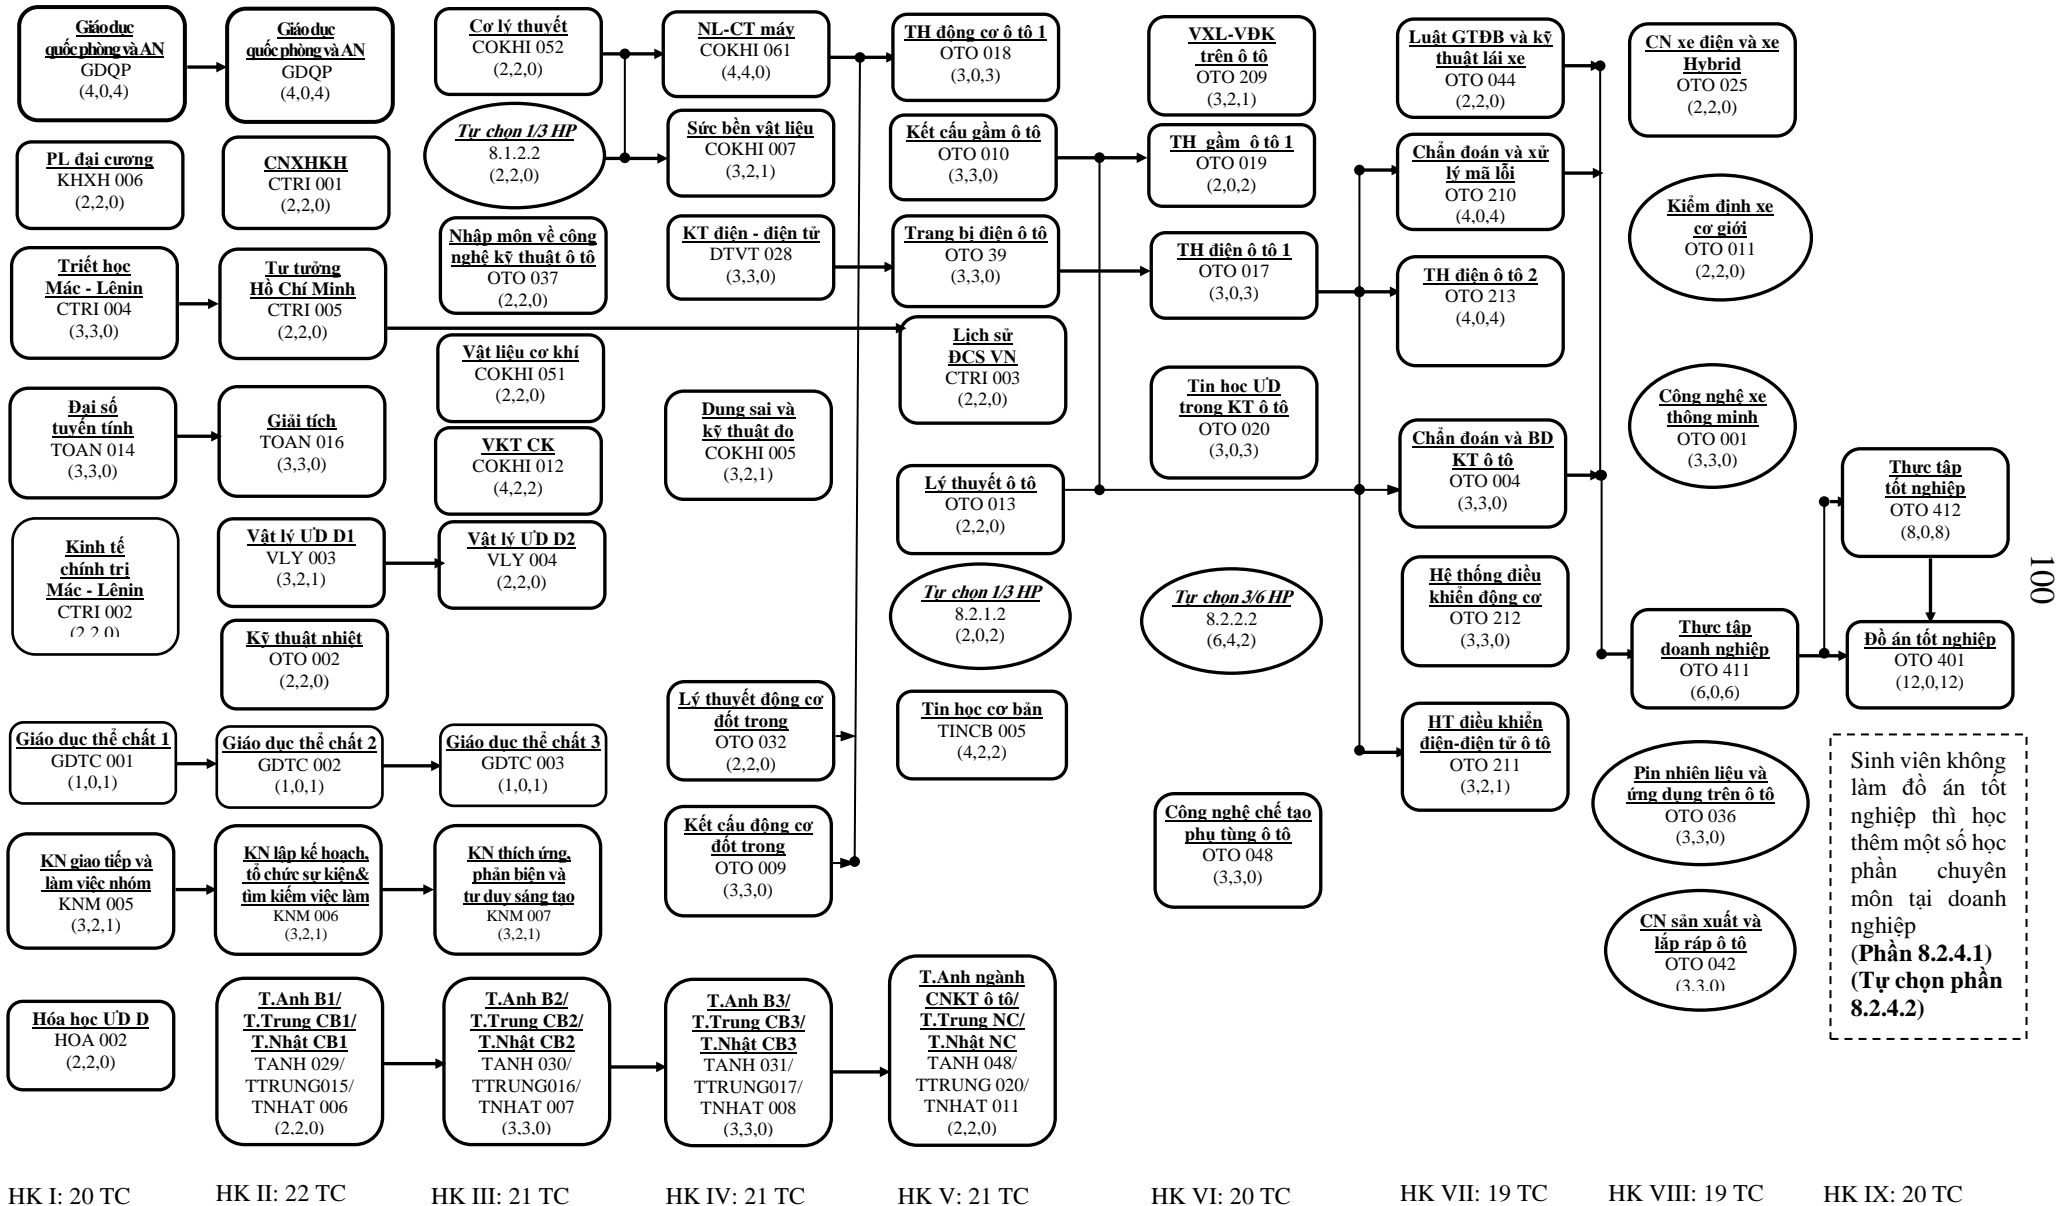 Giáo dục
quốc phòng và AN
GDQP
(4,0,4)
PL đại cương
KHXH 006
(2,2,0)
Triết học
Mác - Lênin
CTRI 004
(3,3,0)
Đại số
tuyến tính
TOAN 014
(3,3,0)
Kinh tế
chính trị
Mác - Lênin
CTRI 002
(2,2,0)
Giáo dục thể chất 1
GDTC 001
(1,0,1)
KN giao tiếp và
làm việc nhóm
KNM 005
(3,2,1)
Hóa học ƯD D
HOA 002
(2,2,0)
HK I: 20 TC
Giáo dục
quốc phòng và AN
GDQP
(4,0,4)
CNXHKH
CTRI 001
(2,2,0)
Tư tưởng
Hồ Chí Minh
CTRI 005
(2,2,0)
Giải tích
TOAN 016
(3,3,0)
Vật lý ƯD D1
VLY 003
(3,2,1)
Kỹ thuật nhiệt
OTO 002
(2,2,0)
Giáo dục thể chất 2
GDTC 002
(1,0,1)
KN lập kế hoạch,
tổ chức sự kiện&
tìm kiếm việc làm
KNM 006
(3,2,1)
T.Anh B1/
T.Trung CB1/
T.Nhật CB1
TANH 029/
TTRUNG015/
TNHAT 006
(2,2,0)
HK II: 22 TC
Cơ lý thuyết
COKHI 052
(2,2,0)
Tự chọn 1/3 HP
8.1.2.2
(2,2,0)
Nhập môn về công
nghệ kỹ thuật ô tô
OTO 037
(2,2,0)
Vật liệu cơ khí
COKHI 051
(2,2,0)
VKT CK
COKHI 012
(4,2,2)
Vật lý ƯD D2
VLY 004
(2,2,0)
Giáo dục thể chất 3
GDTC 003
(1,0,1)
KN thích ứng,
phản biện và
tư duy sáng tạo
KNM 007
(3,2,1)
T.Anh B2/
T.Trung CB2/
T.Nhật CB2
TANH 030/
TTRUNG016/
TNHAT 007
(3,3,0)
HK III: 21 TC
NL-CT máy
COKHI 061
(4,4,0)
Sức bền vật liệu
COKHI 007
(3,2,1)
KT điện - điện tử
DTVT 028
(3,3,0)
Dung sai và
kỹ thuật đo
COKHI 005
(3,2,1)
Lý thuyết động cơ
đốt trong
OTO 032
(2,2,0)
Kết cấu động cơ
đốt trong
OTO 009
(3,3,0)
T.Anh B3/
T.Trung CB3/
T.Nhật CB3
TANH 031/
TTRUNG017/
TNHAT 008
(3,3,0)
HK IV: 21 TC
TH động cơ ô tô 1
OTO 018
(3,0,3)
Kết cấu gầm ô tô
OTO 010
(3,3,0)
Trang bị điện ô tô
OTO 39
(3,3,0)
Lịch sử
ĐCS VN
CTRI 003
(2,2,0)
Lý thuyết ô tô
OTO 013
(2,2,0)
Tự chọn 1/3 HP
8.2.1.2
(2,0,2)
Tin học cơ bản
TINCB 005
(4,2,2)
T.Anh ngành
CNKT ô tô/
T.Trung NC/
T.Nhật NC
TANH 048/
TTRUNG 020/
TNHAT 011
(2,2,0)
HK V: 21 TC
VXL-VĐK
trên ô tô
OTO 209
(3,2,1)
TH gầm ô tô 1
OTO 019
(2,0,2)
TH điện ô tô 1
OTO 017
(3,0,3)
Tin học ƯD
trong KT ô tô
OTO 020
(3,0,3)
Tự chọn 3/6 HP
8.2.2.2
(6,4,2)
Công nghệ chế tạo
phụ tùng ô tô
OTO 048
(3,3,0)
HK VI: 20 TC
Luật GTĐB và kỹ
thuật lái xe
OTO 044
(2,2,0)
Chẩn đoán và xử
lý mã lỗi
OTO 210
(4,0,4)
TH điện ô tô 2
OTO 213
(4,0,4)
Chẩn đoán và BD
KT ô tô
OTO 004
(3,3,0)
Hệ thống điều
khiển động cơ
OTO 212
(3,3,0)
HT điều khiển
điện-điện tử ô tô
OTO 211
(3,2,1)
HK VII: 19 TC
CN xe điện và xe
Hybrid
OTO 025
(2,2,0)
Kiểm định xe
cơ giới
OTO 011
(2,2,0)
Công nghệ xe
thông minh
OTO 001
(3,3,0)
Thực tập
doanh nghiệp
OTO 411
(6,0,6)
Pin nhiên liệu và
ứng dụng trên ô tô
OTO 036
(3,3,0)
CN sản xuất và
lắp ráp ô tô
OTO 042
(3,3,0)
HK VIII: 19 TC
Thực tập
tốt nghiệp
OTO 412
(8,0,8)
Đồ án tốt nghiệp
OTO 401
(12,0,12)
Sinh viên không
làm đồ án tốt
nghiệp thì học
thêm một số học
phần chuyên
môn tại doanh
nghiệp
(Phần 8.2.4.1)
(Tự chọn phần
8.2.4.2)
HK IX: 20 TC
100